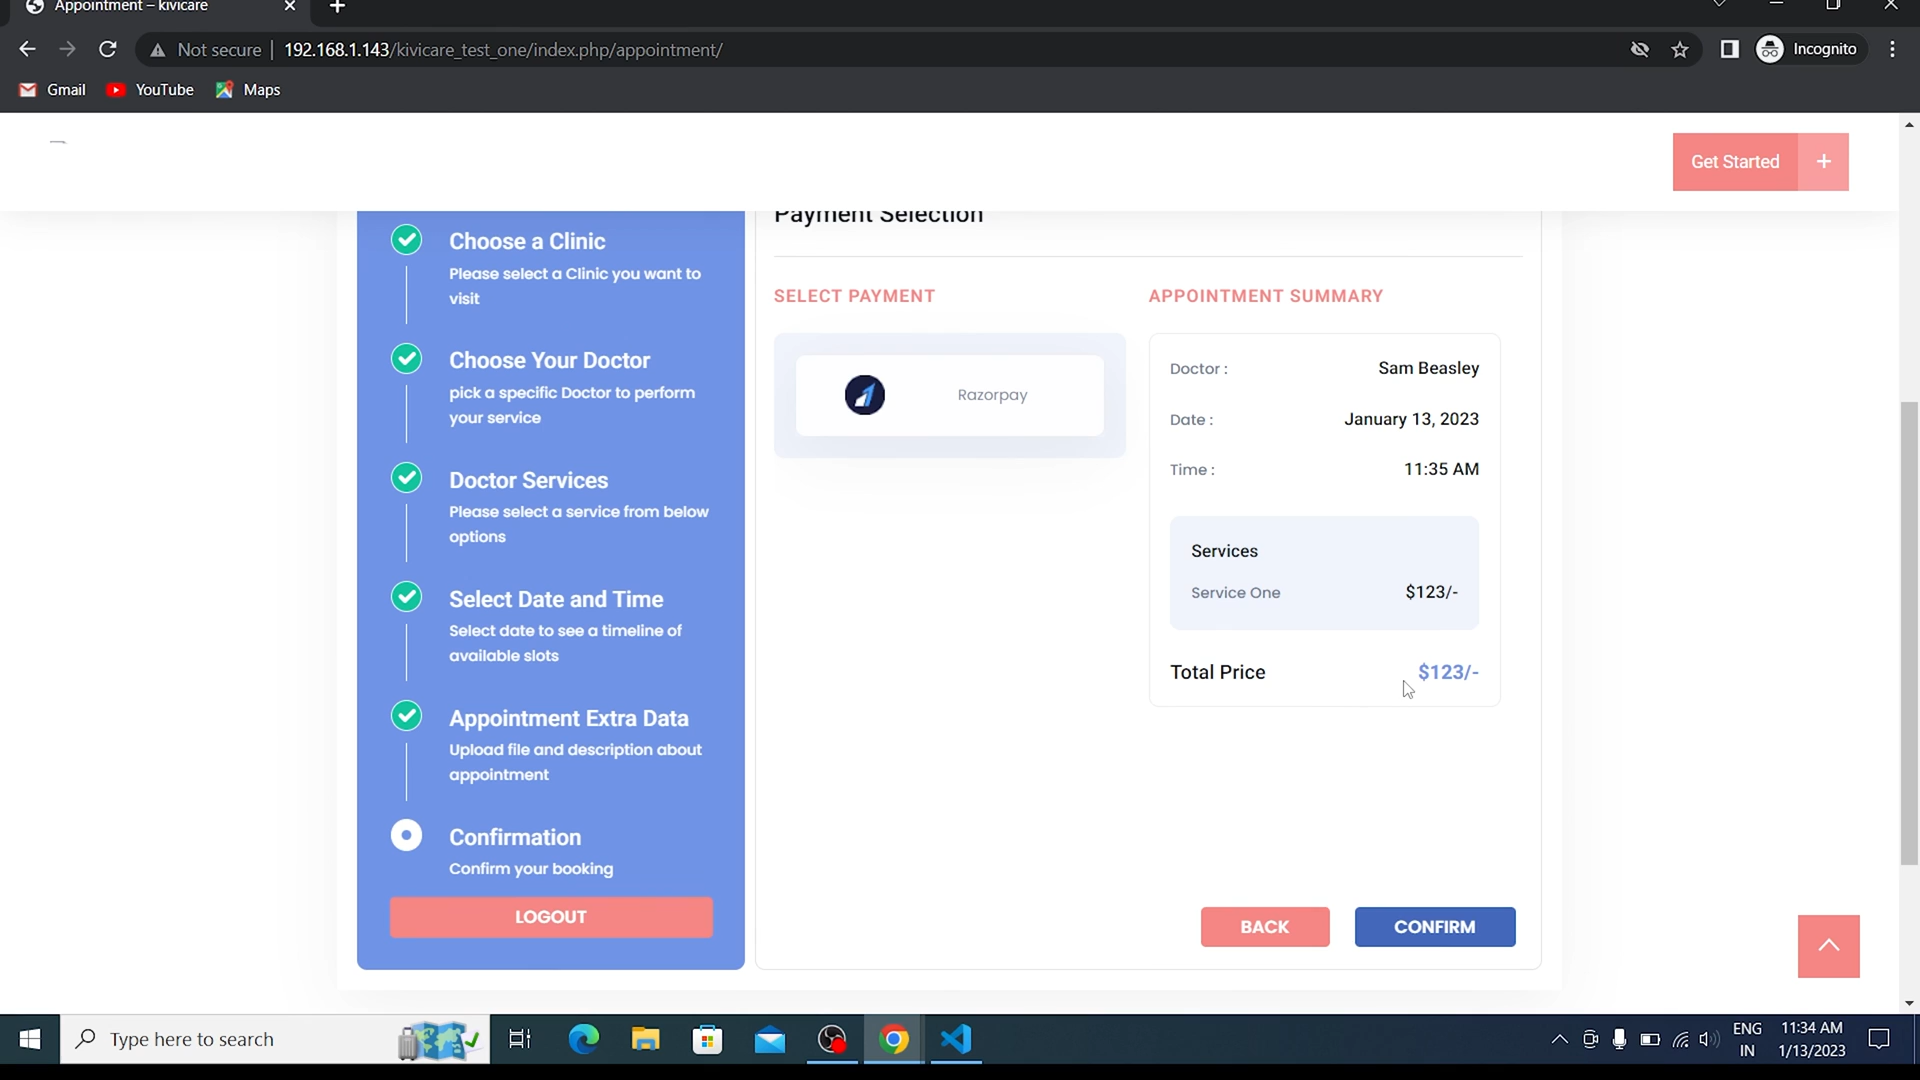 Appointment – kivicare
Not secure
192.168.1.143/kivicare_test_one/index.php/appointment/
Incognito
Gmail
YouTube
Maps
Get Started +
Choose a Clinic
Please select a Clinic you want to
visit
Choose Your Doctor
pick a specific Doctor to perform
your service
Doctor Services
Please select a service from below
options
Select Date and Time
Select date to see a timeline of
available slots
Appointment Extra Data
Upload file and description about
appointment
Confirmation
Confirm your booking
LOGOUT
Payment Selection
SELECT PAYMENT
Razorpay
APPOINTMENT SUMMARY
Doctor : Sam Beasley
Date : January 13, 2023
Time : 11:35 AM
Services
Service One $123/-
Total Price $123/-
BACK
CONFIRM
Type here to search
ENG
IN
11:34 AM
1/13/2023